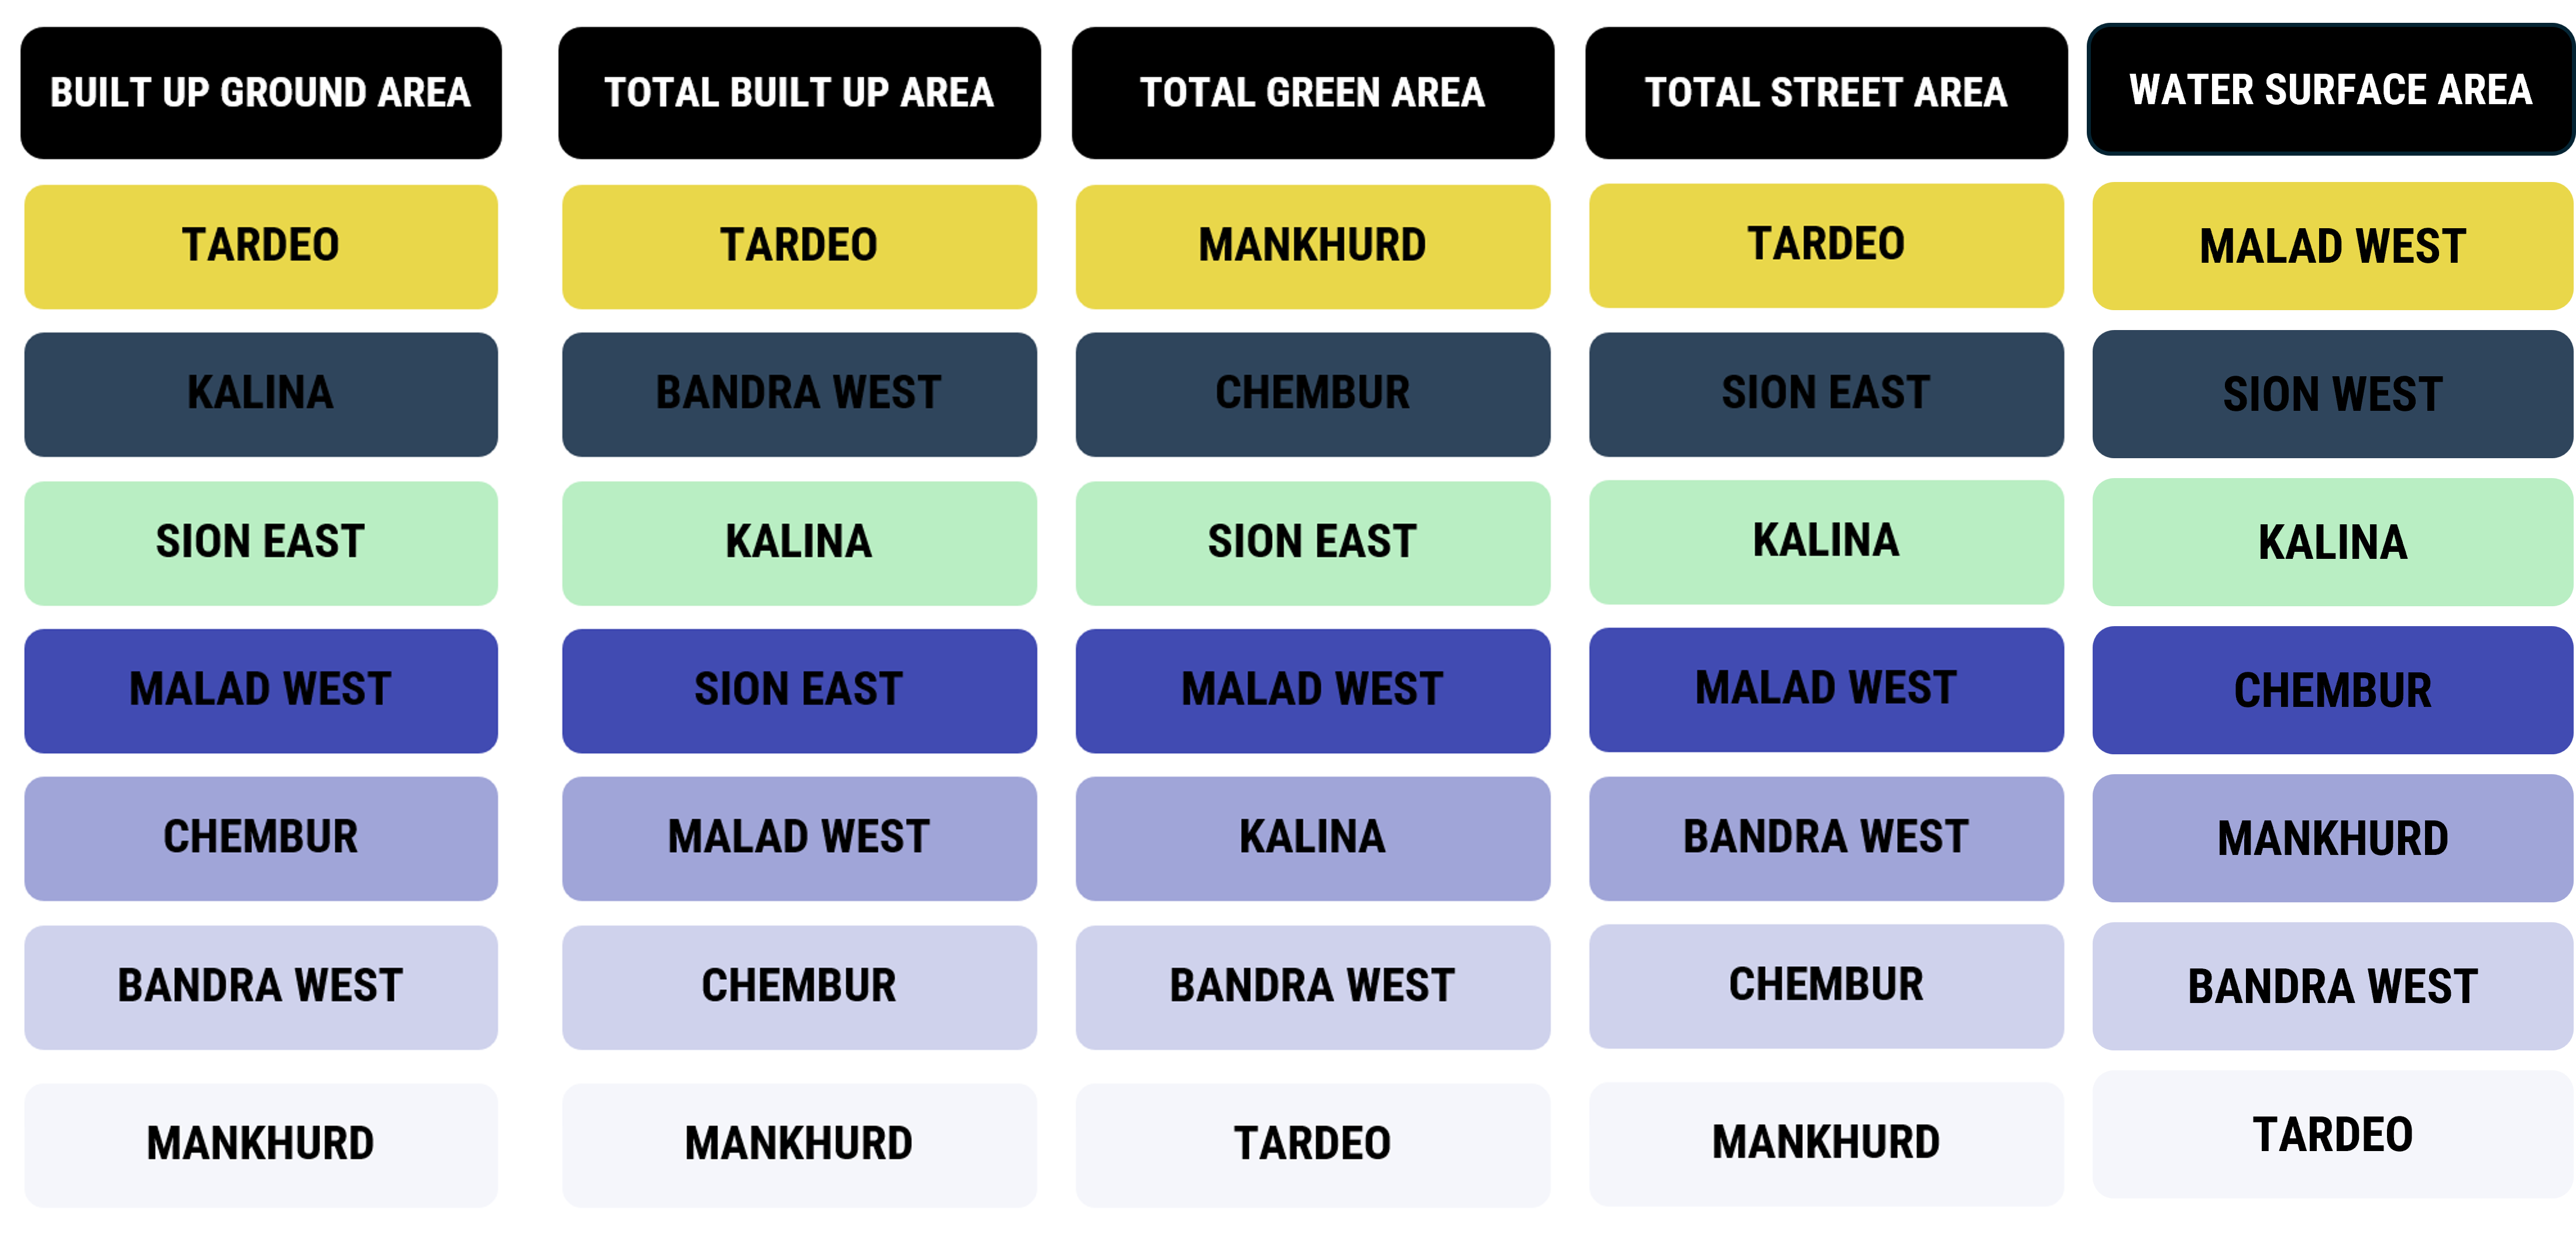 BUILT UP GROUND AREA
TOTAL BUILT UP AREA
TOTAL GREEN AREA
TOTAL STREET AREA
WATER SURFACE AREA
TARDEO
TARDEO
MANKHURD
TARDEO
MALAD WEST
KALINA
BANDRA WEST
CHEMBUR
SION EAST
SION WEST
SION EAST
KALINA
SION EAST
KALINA
KALINA
MALAD WEST
SION EAST
MALAD WEST
MALAD WEST
CHEMBUR
CHEMBUR
MALAD WEST
KALINA
BANDRA WEST
MANKHURD
BANDRA WEST
CHEMBUR
BANDRA WEST
CHEMBUR
BANDRA WEST
MANKHURD
MANKHURD
TARDEO
MANKHURD
TARDEO